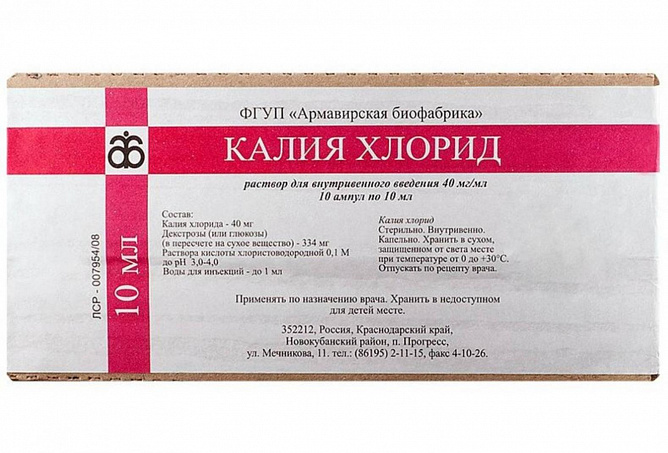 ФГУП «Армавирская биофабрика»
КАЛИЯ ХЛОРИД
раствор для внутривенного введения 40 мг/мл
10 ампул по 10 мл
Состав:
Калия хлорида - 40 мг
Декстрозы (или глюкозы)
(в пересчете на сухое вещество) - 334 мг
Раствора кислоты хлористоводородной 0,1 М
до pH 3,0-4,0
Воды для инъекций - до 1 мл
Калия хлорид
Стерильно. Внутривенно.
Капельно. Хранить в сухом,
защищенном от света месте
при температуре от 0 до +30°С.
Отпускать по рецепту врача.
Применять по назначению врача. Хранить в недоступном
для детей месте.
352212, Россия, Краснодарский край,
Новокубанский район, п. Прогресс,
ул. Мечникова, 11. тел.: (86195) 2-11-15, факс 4-10-26.
ЛСР - 007954/08
10 мл